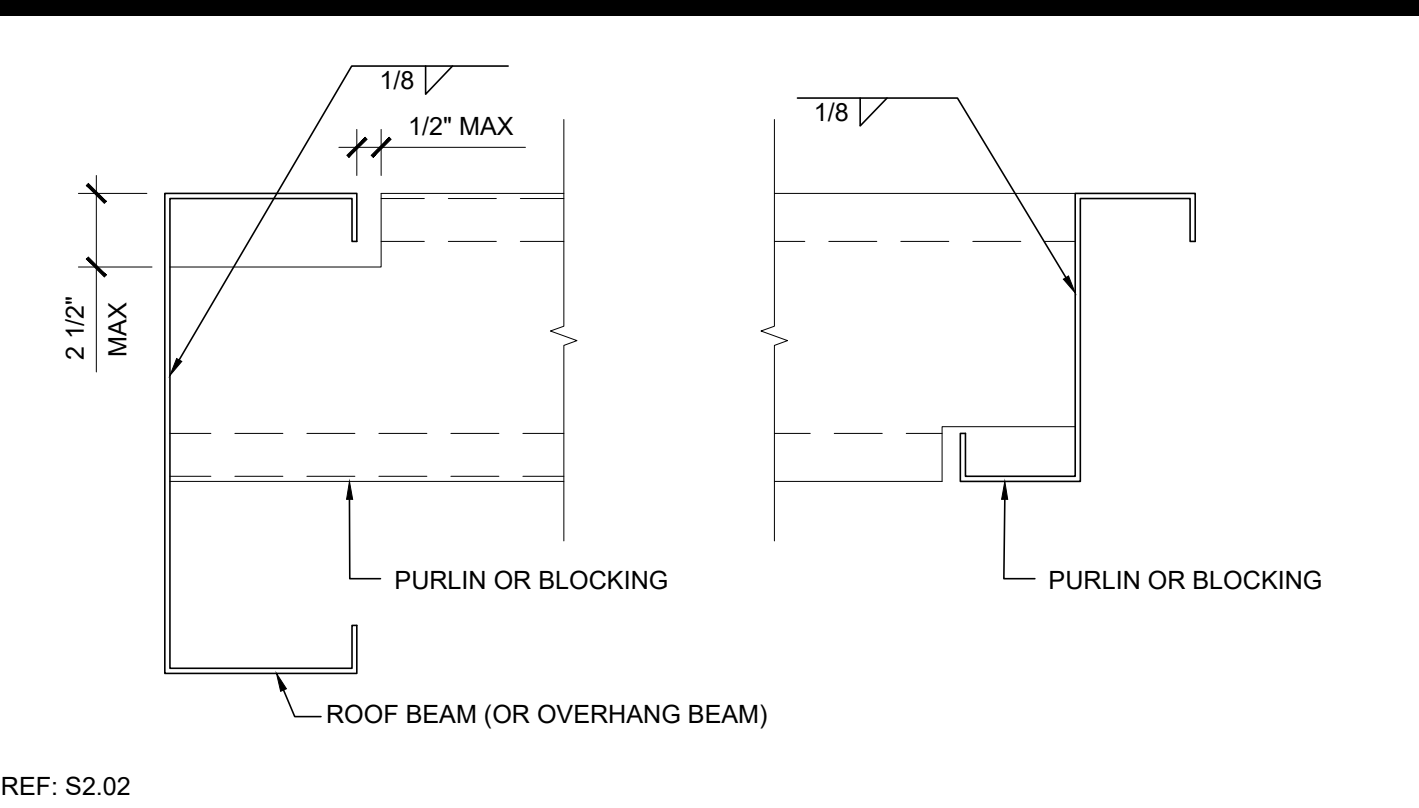 1/8
1/2" MAX
1/8
2 1/2"
MAX
PURLIN OR BLOCKING
PURLIN OR BLOCKING
ROOF BEAM (OR OVERHANG BEAM)
REF: S2.02